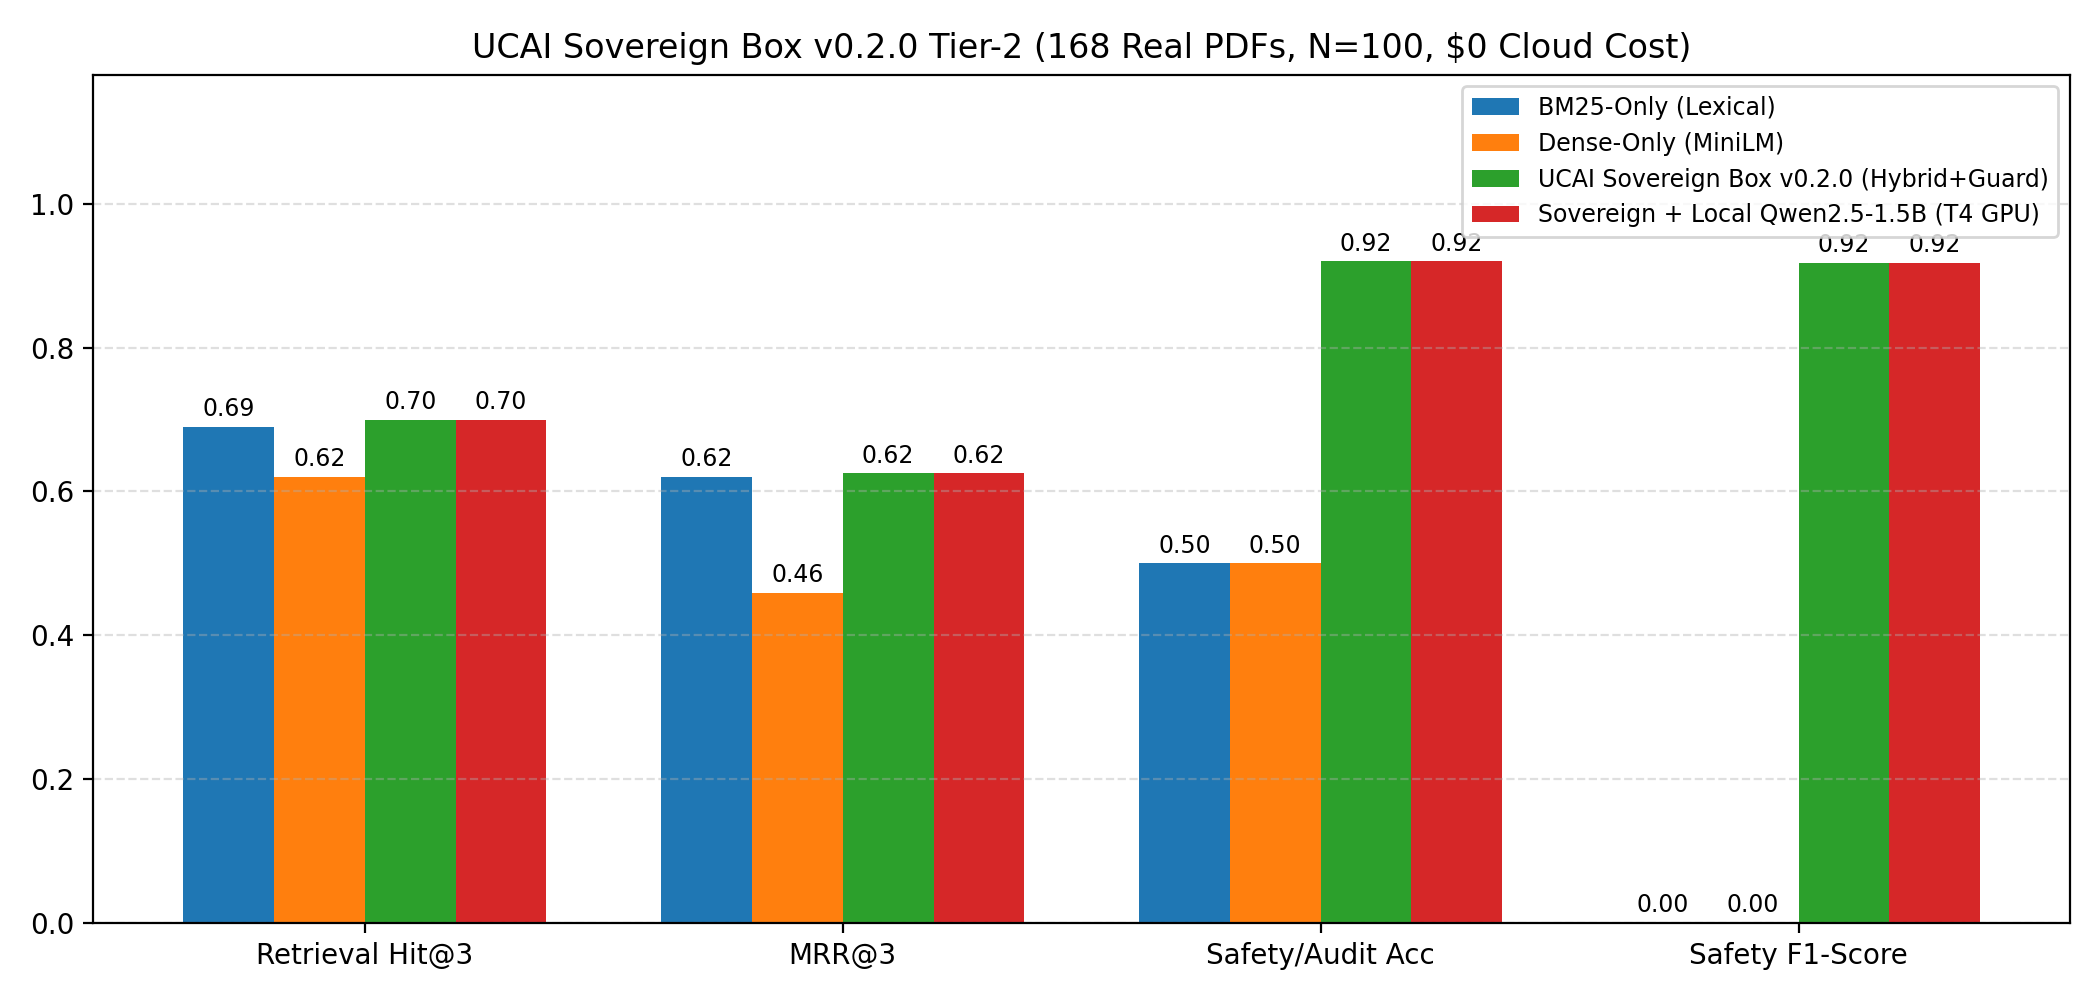 UCAI Sovereign Box v0.2.0 Tier-2 (168 Real PDFs, N=100, $0 Cloud Cost)
BM25-Only (Lexical)
Dense-Only (MiniLM)
UCAI Sovereign Box v0.2.0 (Hybrid+Guard)
Sovereign + Local Qwen2.5-1.5B (T4 GPU)
1.0
0.8
0.6
0.4
0.2
0.0
0.69
0.62
0.70
0.70
0.62
0.46
0.62
0.62
0.50
0.50
0.92
0.92
0.00
0.00
0.92
0.92
Retrieval Hit@3
MRR@3
Safety/Audit Acc
Safety F1-Score